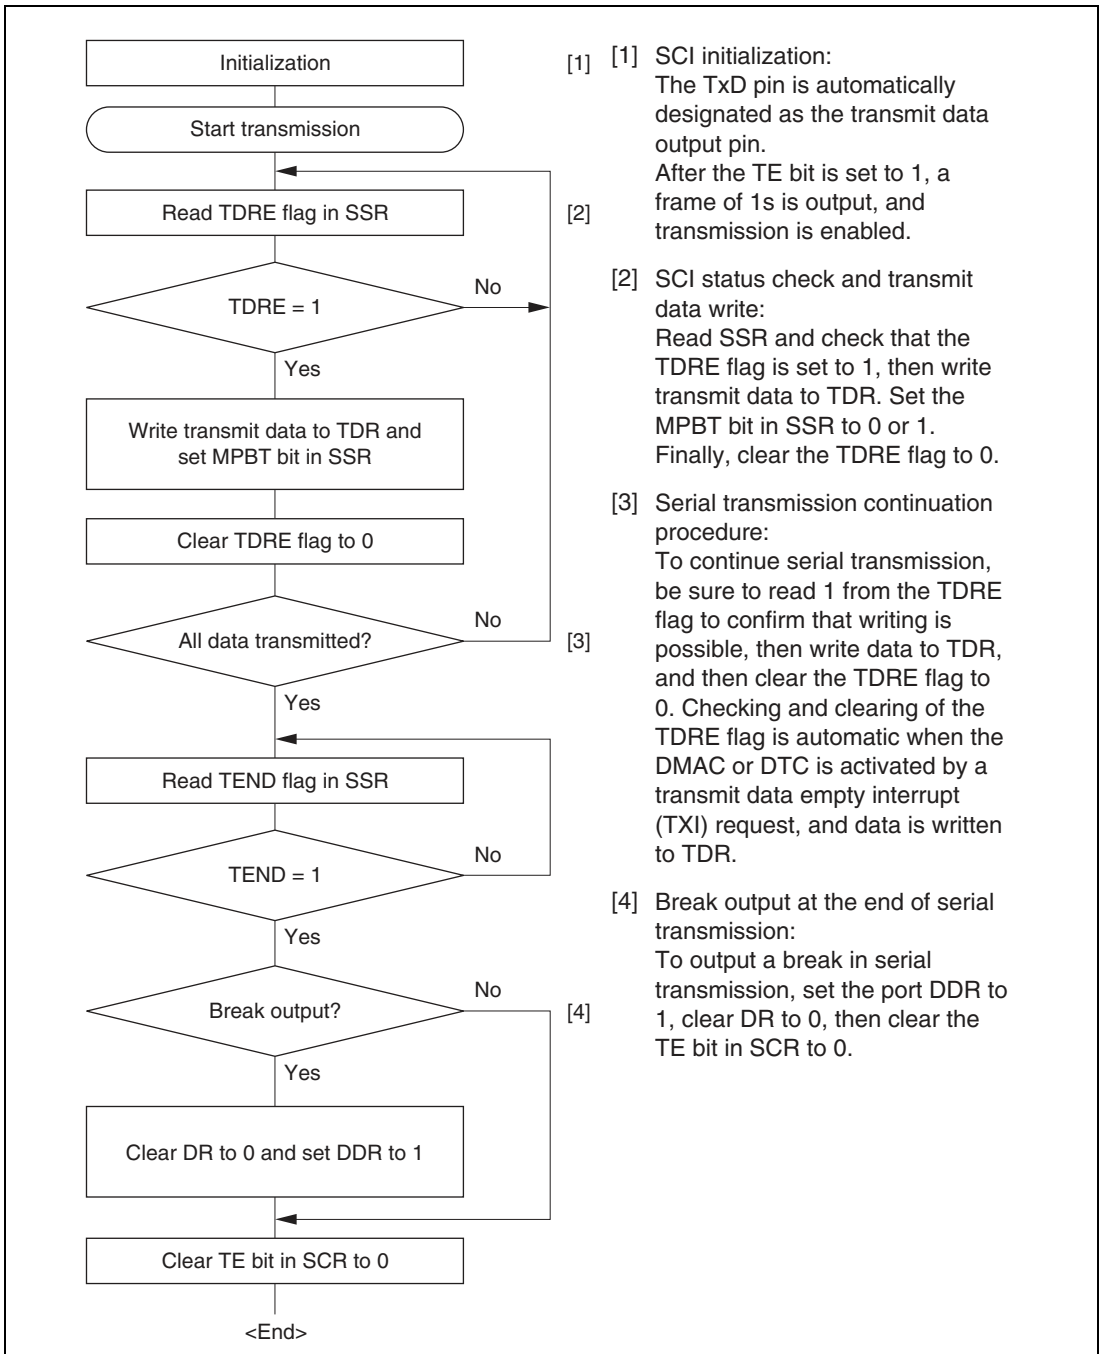 Initialization
[1]
Start transmission
Read TDRE flag in SSR
[2]
TDRE = 1
No
Yes
Write transmit data to TDR and
set MPBT bit in SSR
Clear TDRE flag to 0
All data transmitted?
No
[3]
Yes
Read TEND flag in SSR
TEND = 1
No
Yes
Break output?
No
[4]
Yes
Clear DR to 0 and set DDR to 1
Clear TE bit in SCR to 0
<End>
[1] SCI initialization:
The TxD pin is automatically
designated as the transmit data
output pin.
After the TE bit is set to 1, a
frame of 1s is output, and
transmission is enabled.
[2] SCI status check and transmit
data write:
Read SSR and check that the
TDRE flag is set to 1, then write
transmit data to TDR. Set the
MPBT bit in SSR to 0 or 1.
Finally, clear the TDRE flag to 0.
[3] Serial transmission continuation
procedure:
To continue serial transmission,
be sure to read 1 from the TDRE
flag to confirm that writing is
possible, then write data to TDR,
and then clear the TDRE flag to
0. Checking and clearing of the
TDRE flag is automatic when the
DMAC or DTC is activated by a
transmit data empty interrupt
(TXI) request, and data is written
to TDR.
[4] Break output at the end of serial
transmission:
To output a break in serial
transmission, set the port DDR to
1, clear DR to 0, then clear the
TE bit in SCR to 0.